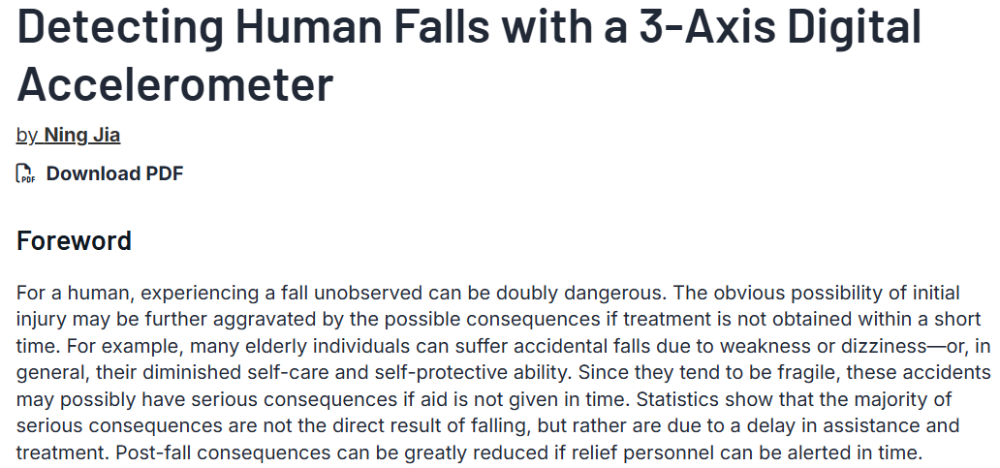 Detecting Human Falls with a 3-Axis Digital
Accelerometer
by Ning Jia
PDF Download PDF
Foreword
For a human, experiencing a fall unobserved can be doubly dangerous. The obvious possibility of initial
injury may be further aggravated by the possible consequences if treatment is not obtained within a short
time. For example, many elderly individuals can suffer accidental falls due to weakness or dizziness—or, in
general, their diminished self-care and self-protective ability. Since they tend to be fragile, these accidents
may possibly have serious consequences if aid is not given in time. Statistics show that the majority of
serious consequences are not the direct result of falling, but rather are due to a delay in assistance and
treatment. Post-fall consequences can be greatly reduced if relief personnel can be alerted in time.